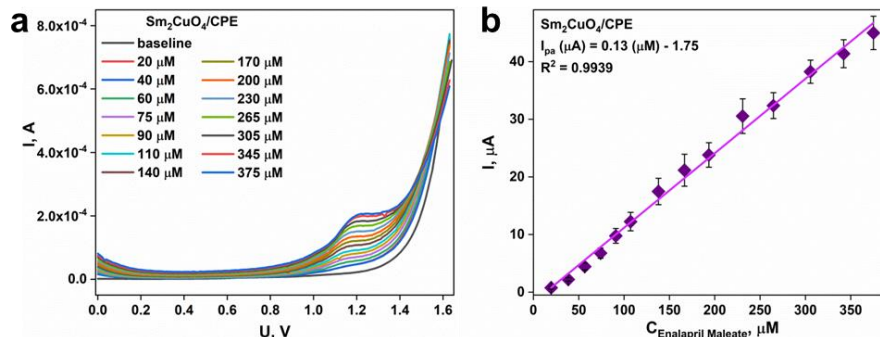 a
Sm₂CuO₄/CPE
baseline
20 μM
40 μM
60 μM
75 μM
90 μM
110 μM
140 μM
170 μM
200 μM
230 μM
265 μM
305 μM
345 μM
375 μM
I, A
8.0x10⁻⁴
6.0x10⁻⁴
4.0x10⁻⁴
2.0x10⁻⁴
0.0
0.0 0.2 0.4 0.6 0.8 1.0 1.2 1.4 1.6
U, V
b
Sm₂CuO₄/CPE
Iₚₐ (μA) = 0.13 (μM) - 1.75
R² = 0.9939
I, μA
40
20
0
0 50 100 150 200 250 300 350
C_Enalapril Maleate, μM